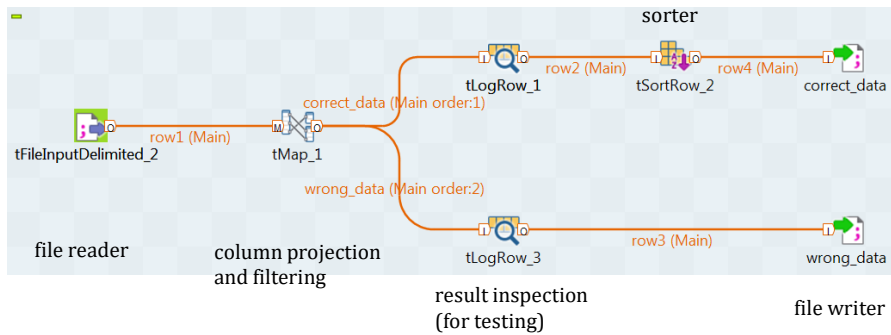 sorter
tLogRow_1
row2 (Main)
tSortRow_2
row4 (Main)
correct_data
correct_data (Main order:1)
tFileInputDelimited_2
row1 (Main)
tMap_1
wrong_data (Main order:2)
tLogRow_3
row3 (Main)
wrong_data
file reader
column projection
and filtering
result inspection
(for testing)
file writer